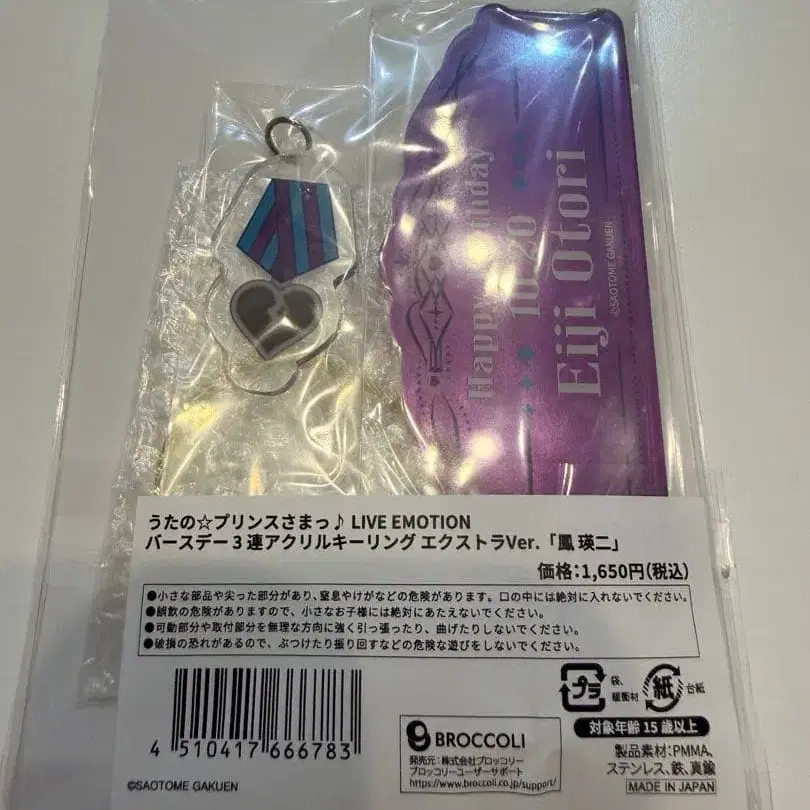 Happy Birthday
10.20
Eiji Otori
©SAOTOME GAKUEN
うたの☆プリンスさまっ♪ LIVE EMOTION
バースデー3連アクリルキーリング エクストラVer.「鳳 瑛二」
価格:1,650円(税込)
●小さな部品や尖った部分があり、窒息やけがなどの危険があります。口の中には絶対に入れないでください。
●誤飲の危険がありますので、小さなお子様には絶対にあたえないでください。
●可動部分や取付部分を無理な方向に強く引っ張ったり、曲げたりしないでください。
●破損の恐れがあるので、ぶつけたり振り回すなどの危険な遊びをしないでください。
プラ 袋、緩衝材 紙 台紙
対象年齢15歳以上
製品素材:PMMA、
ステンレス、鉄、真鍮
MADE IN JAPAN
BROCCOLI
発売元:株式会社ブロッコリー
ブロッコリーユーザーサポート
https://www.broccoli.co.jp/support/
4 510417 666783
©SAOTOME GAKUEN